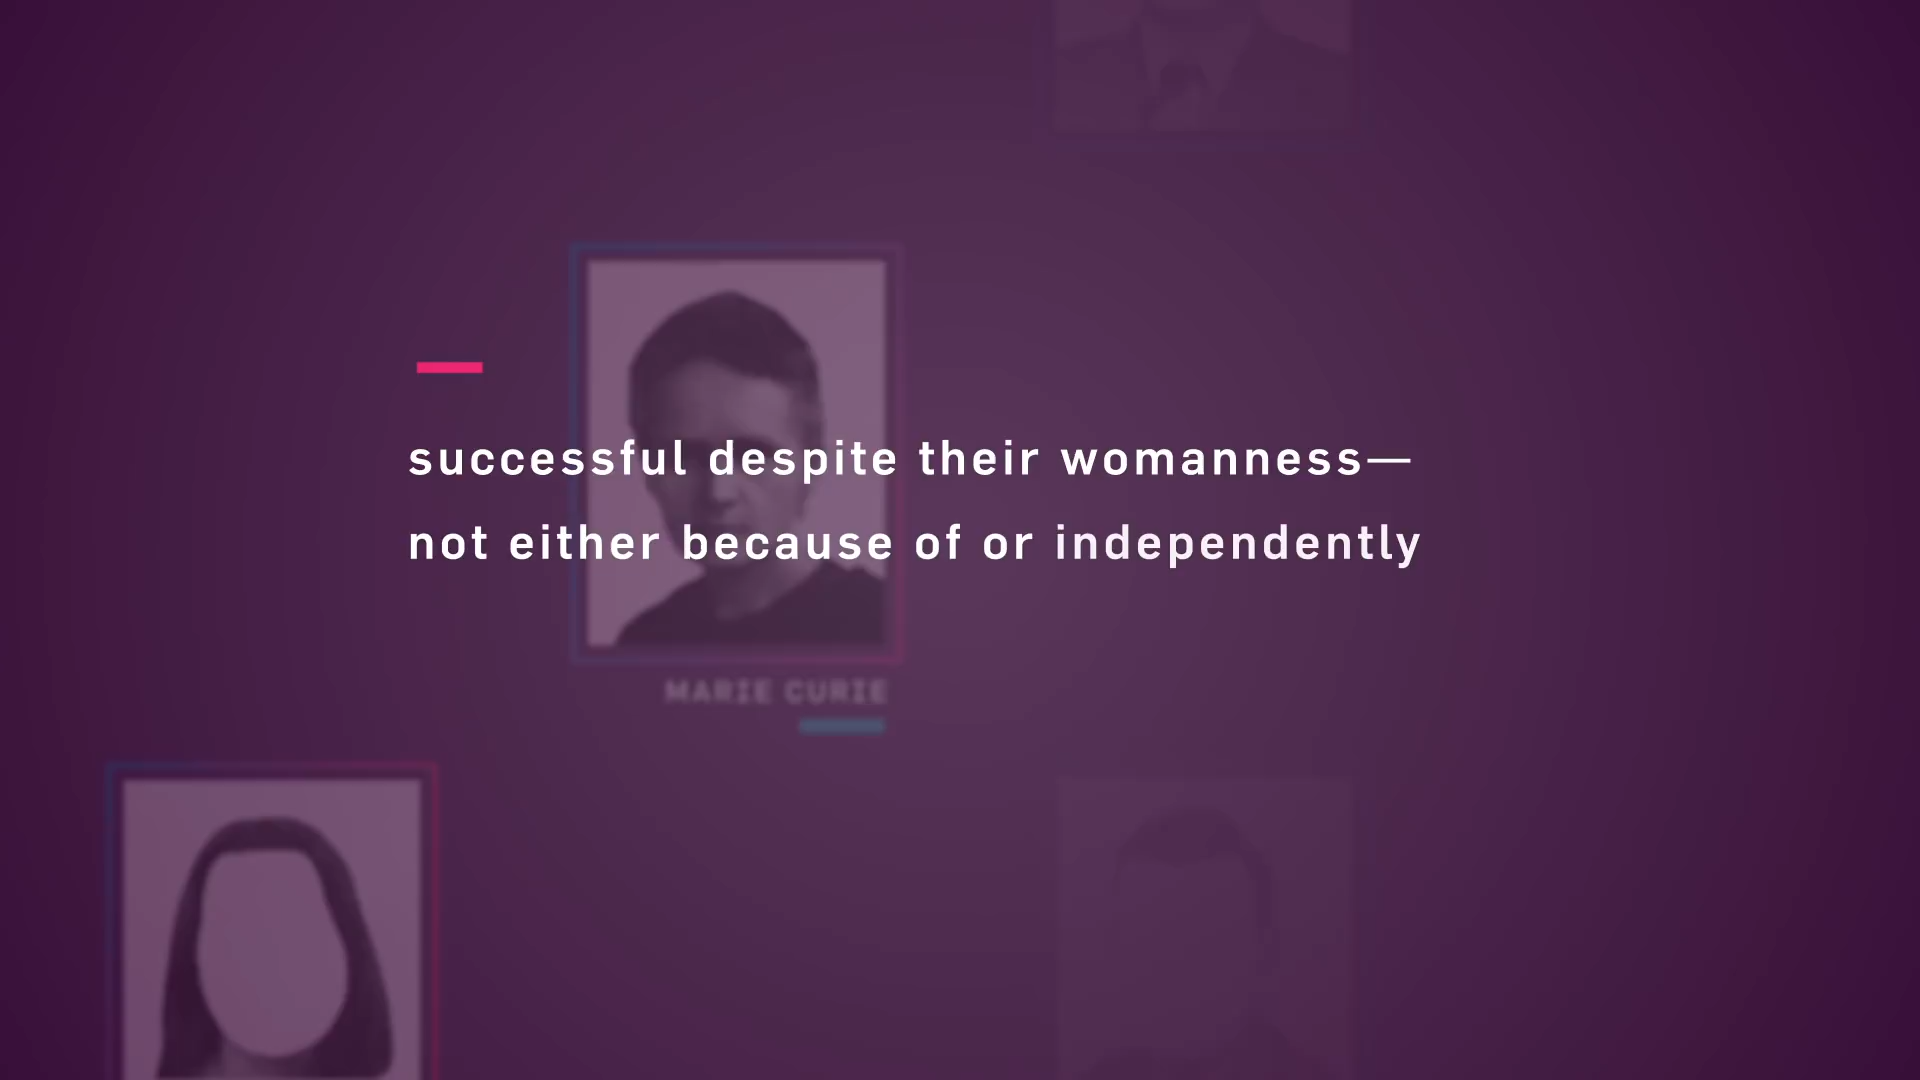 successful despite their womanness—
not either because of or independently
MARIE CURIE